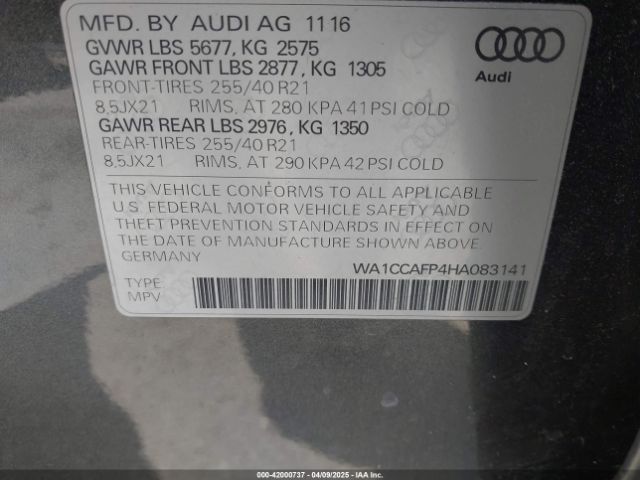 MFD. BY AUDI AG 11 16
GVWR LBS 5677, KG 2575
GAWR FRONT LBS 2877, KG 1305
FRONT-TIRES 255/40 R21
8,5JX21 RIMS, AT 280 KPA 41 PSI COLD
GAWR REAR LBS 2976, KG 1350
REAR-TIRES 255/40 R21
8,5JX21 RIMS, AT 290 KPA 42 PSI COLD
Audi
THIS VEHICLE CONFORMS TO ALL APPLICABLE
U.S. FEDERAL MOTOR VEHICLE SAFETY AND
THEFT PREVENTION STANDARDS IN EFFECT ON
THE DATE OF MANUFACTURE SHOWN ABOVE
GERMANY
WA1CCAFP4HA083141
TYPE:
MPV
000-42000737 - 04/09/2025 - IAAI.COM